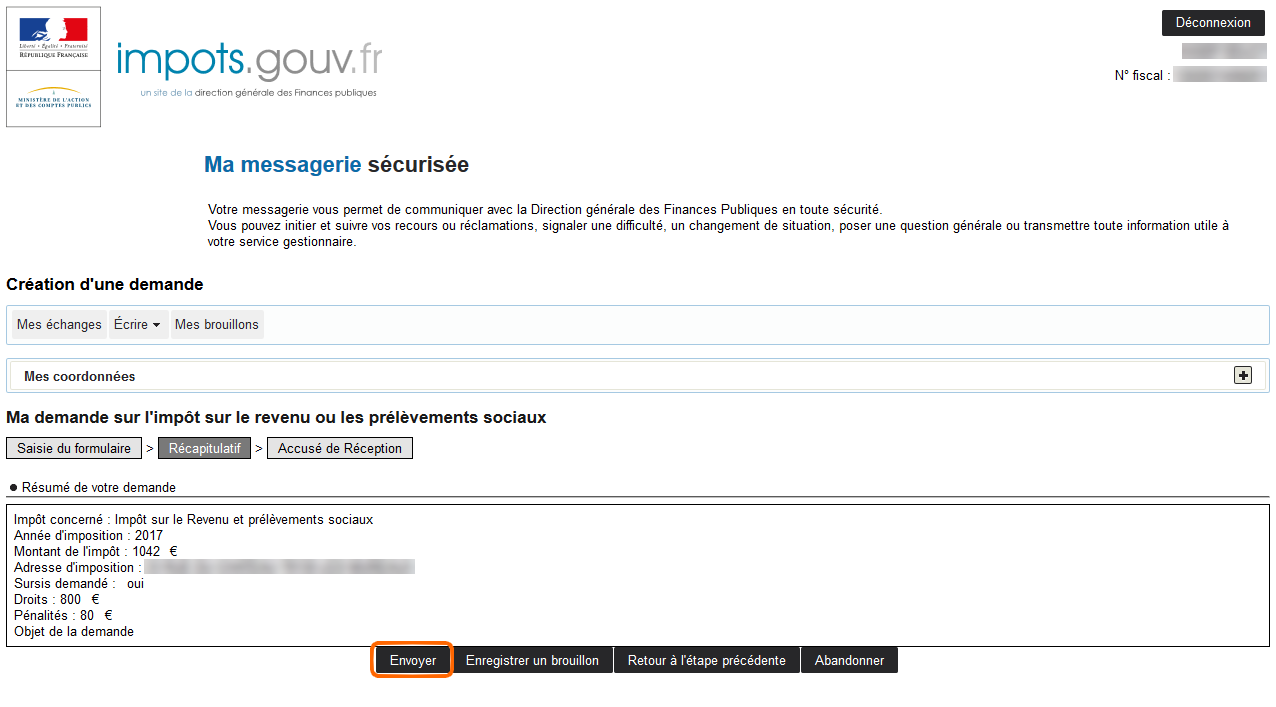 Liberté • Égalité • Fraternité
RÉPUBLIQUE FRANÇAISE
MINISTÈRE DE L'ACTION
ET DES COMPTES PUBLICS
impots.gouv.fr
un site de la direction générale des Finances publiques
Déconnexion
N° fiscal :
Ma messagerie sécurisée
Votre messagerie vous permet de communiquer avec la Direction générale des Finances Publiques en toute sécurité.
Vous pouvez initier et suivre vos recours ou réclamations, signaler une difficulté, un changement de situation, poser une question générale ou transmettre toute information utile à
votre service gestionnaire.
Création d'une demande
Mes échanges Écrire Mes brouillons
Mes coordonnées
Ma demande sur l'impôt sur le revenu ou les prélèvements sociaux
Saisie du formulaire > Récapitulatif > Accusé de Réception
Résumé de votre demande
Impôt concerné : Impôt sur le Revenu et prélèvements sociaux
Année d'imposition : 2017
Montant de l'impôt : 1042 €
Adresse d'imposition :
Sursis demandé : oui
Droits : 800 €
Pénalités : 80 €
Objet de la demande
Envoyer Enregistrer un brouillon Retour à l'étape précédente Abandonner